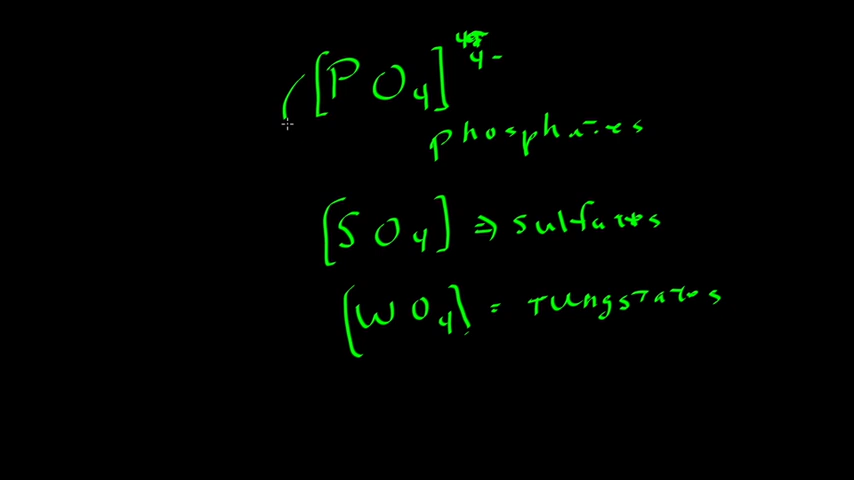 [PO₄]⁴⁻
phosphates
[SO₄] ⇒ sulfates
[WO₄] = Tungstates